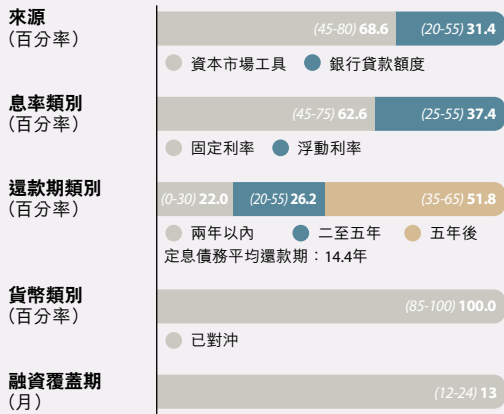 來源
(百分率)
(45-80) 68.6 (20-55) 31.4
資本市場工具 銀行貸款額度
息率類別
(百分率)
(45-75) 62.6 (25-55) 37.4
固定利率 浮動利率
還款期類別
(百分率)
(0-30) 22.0 (20-55) 26.2 (35-65) 51.8
兩年以內 二至五年 五年後
定息債務平均還款期：14.4年
貨幣類別
(百分率)
(85-100) 100.0
已對沖
融資覆蓋期
(月)
(12-24) 13